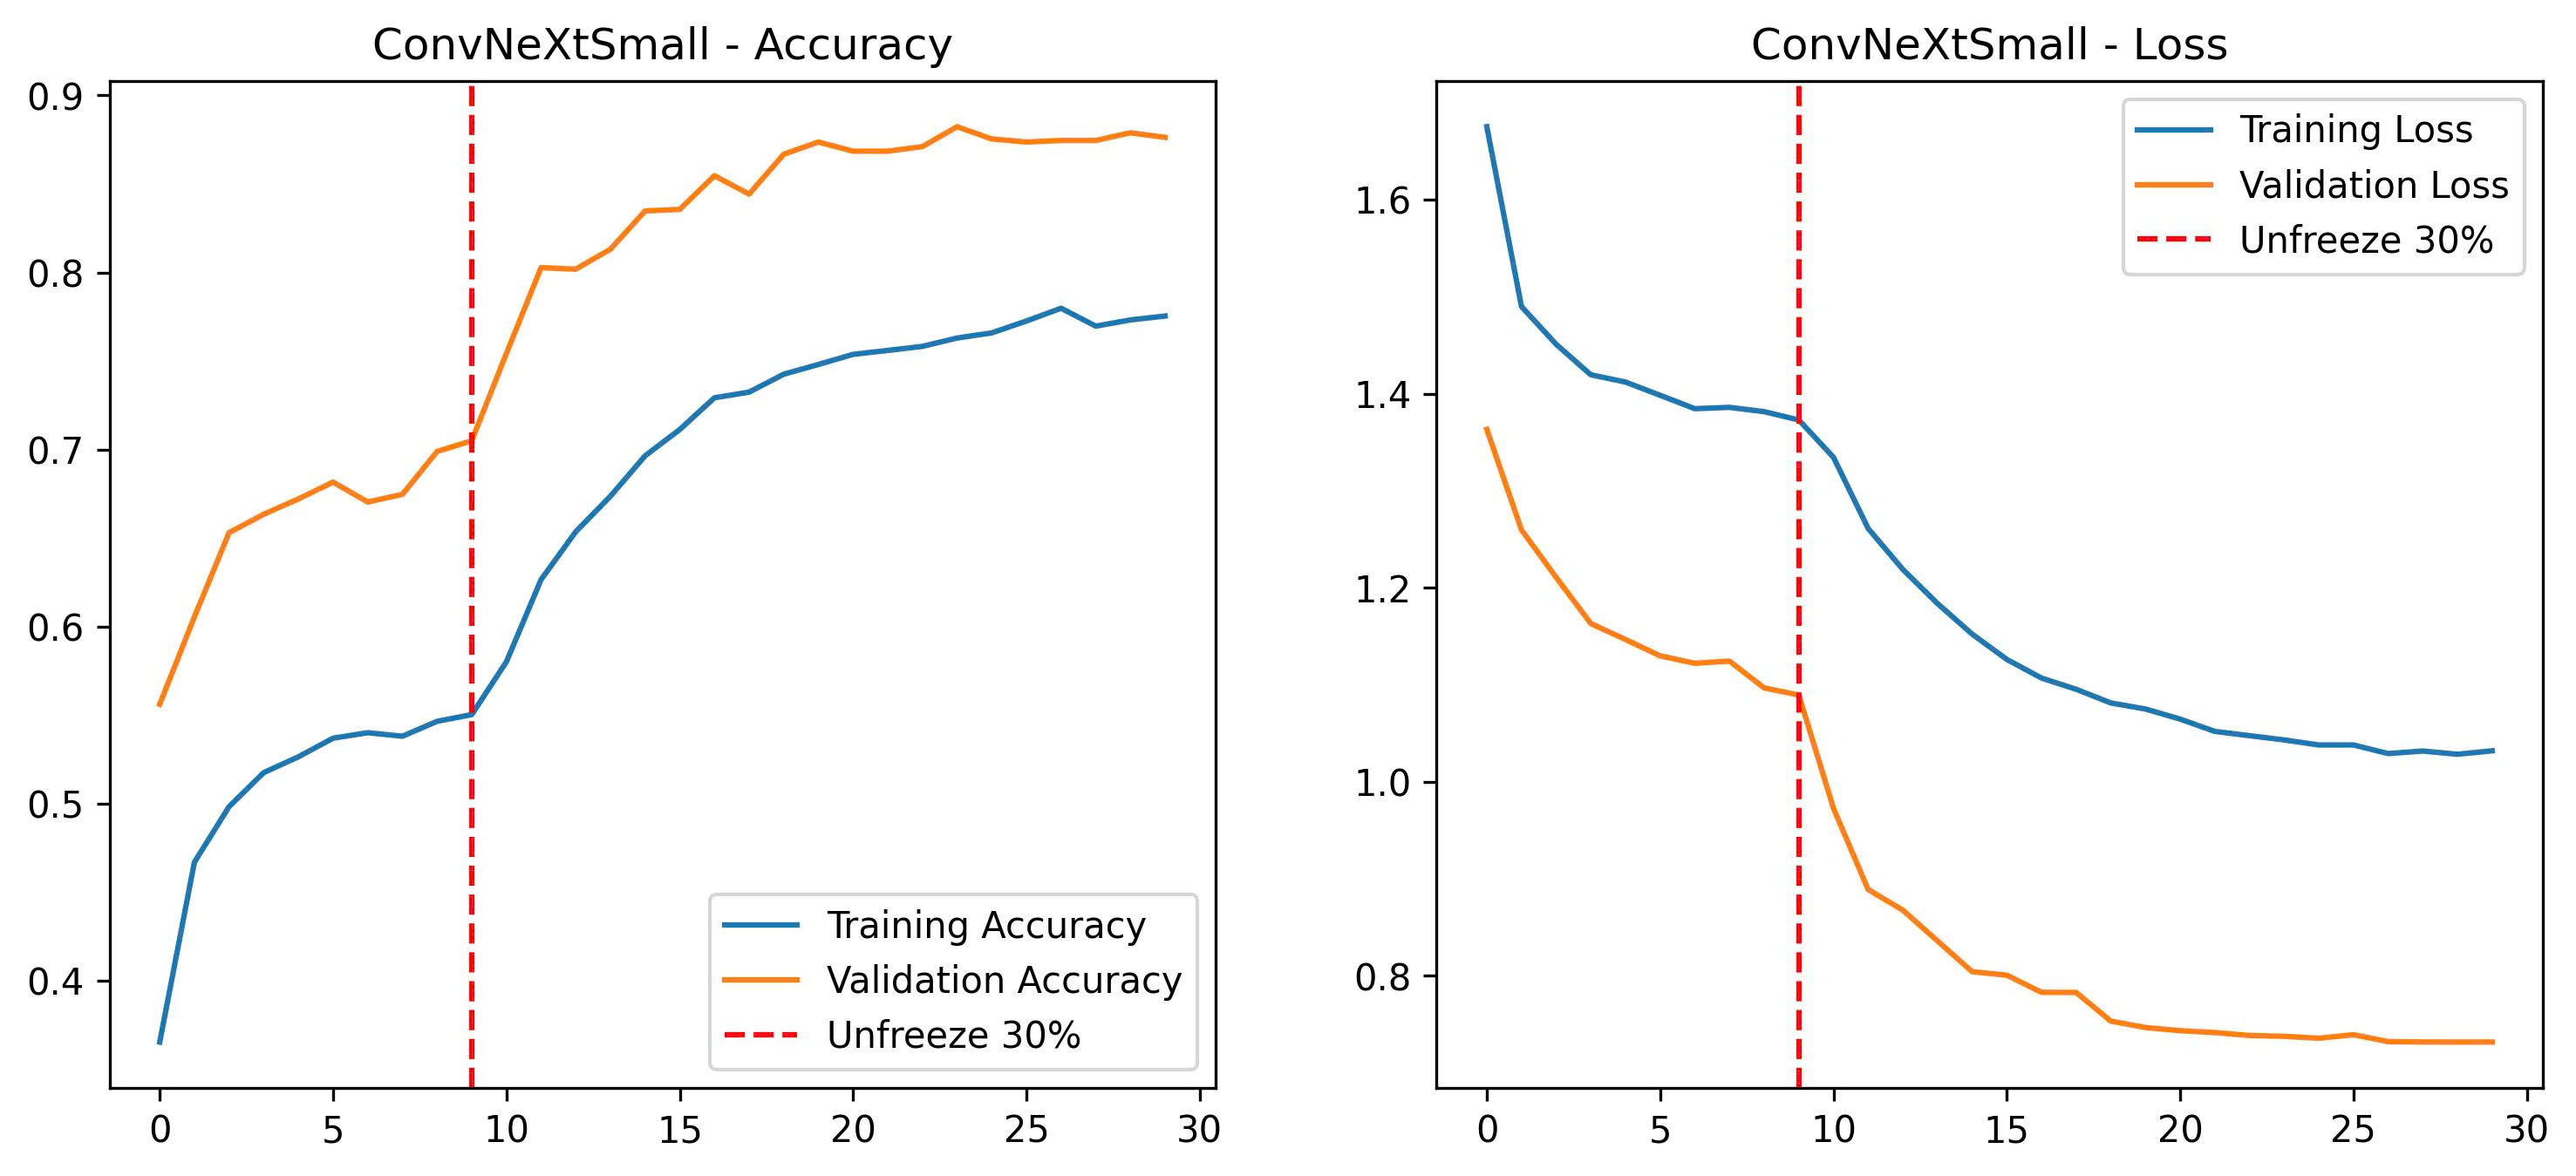 ConvNeXtSmall - Accuracy
0.9
0.8
0.7
0.6
0.5
0.4
0 5 10 15 20 25 30
Training Accuracy
Validation Accuracy
Unfreeze 30%
ConvNeXtSmall - Loss
1.6
1.4
1.2
1.0
0.8
0 5 10 15 20 25 30
Training Loss
Validation Loss
Unfreeze 30%